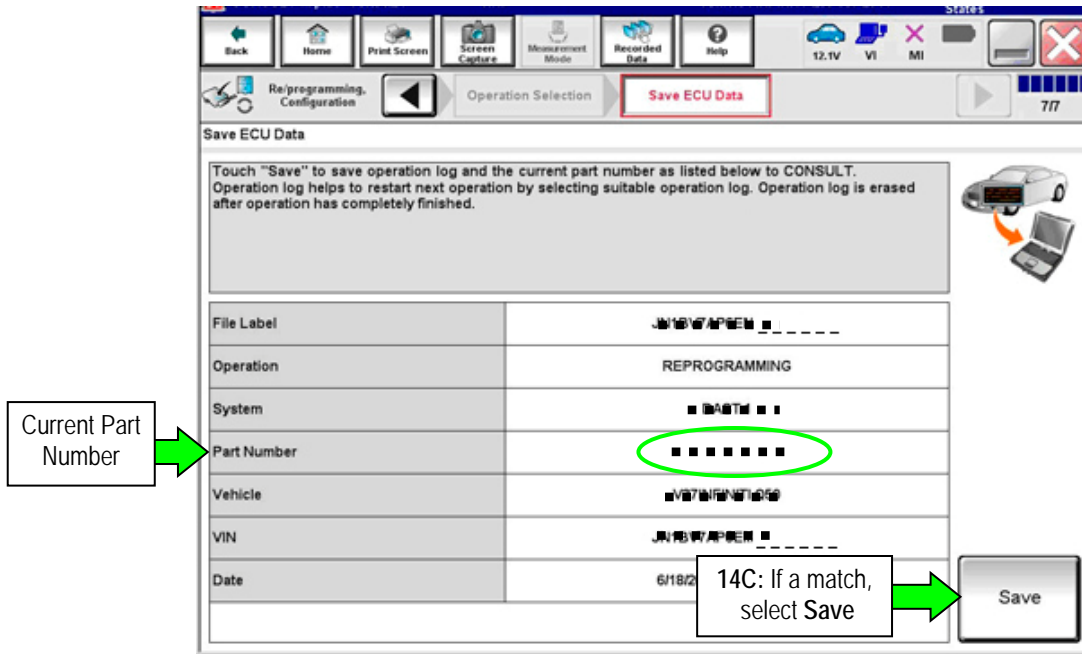 States
Back
Home
Print Screen
Screen Capture
Measurement Mode
Recorded Data
Help
12.1V
VI
MI
Re/programming, Configuration
Operation Selection
Save ECU Data
7/7
Save ECU Data
Touch "Save" to save operation log and the current part number as listed below to CONSULT.
Operation log helps to restart next operation by selecting suitable operation log. Operation log is erased
after operation has completely finished.
File Label
Operation
REPROGRAMMING
System
Current Part
Number
Part Number
Vehicle
VIN
Date
6/18/2
14C: If a match,
select Save
Save